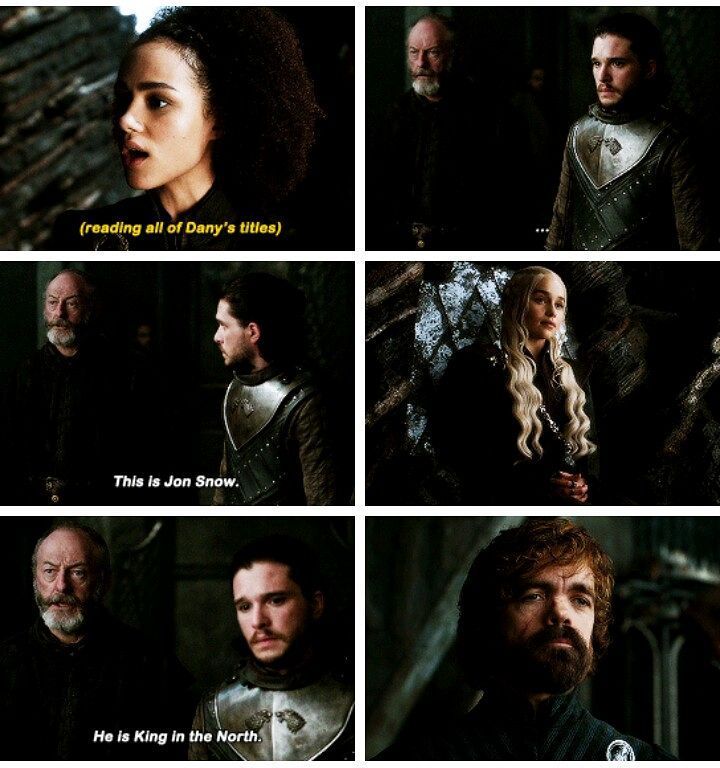 (reading all of Dany's titles)
...
This is Jon Snow.
He is King in the North.